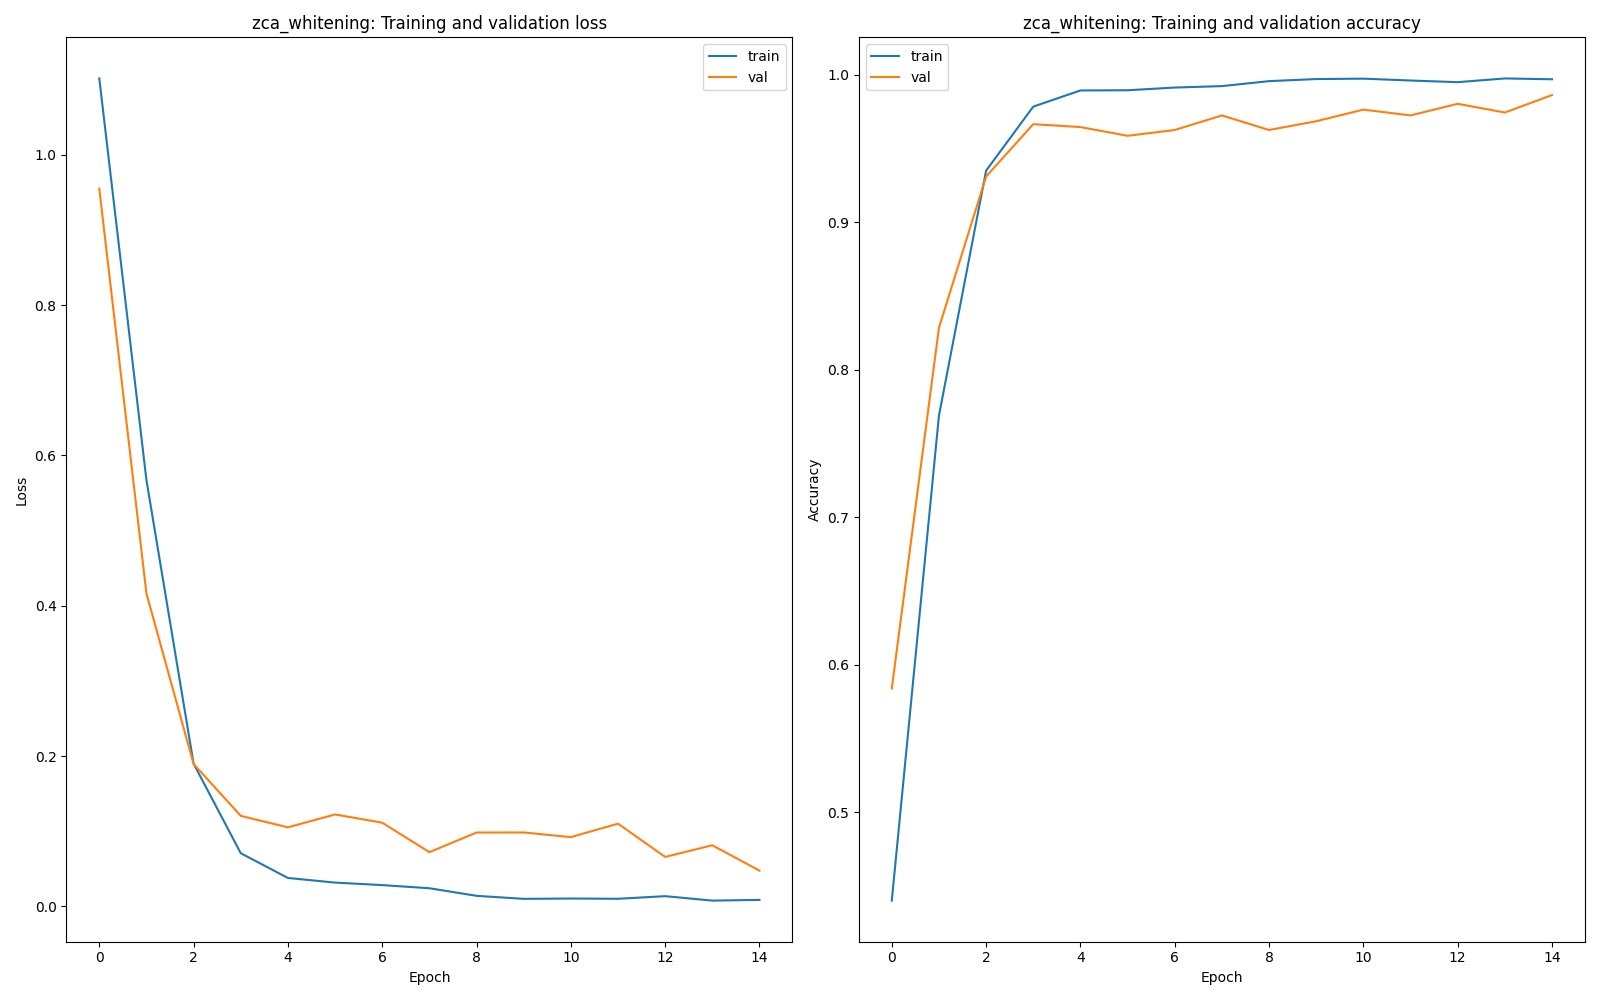 zca_whitening: Training and validation loss
train
val
1.0
0.8
0.6
0.4
0.2
0.0
Loss
0 2 4 6 8 10 12 14
Epoch
zca_whitening: Training and validation accuracy
train
val
1.0
0.9
0.8
0.7
0.6
0.5
Accuracy
0 2 4 6 8 10 12 14
Epoch